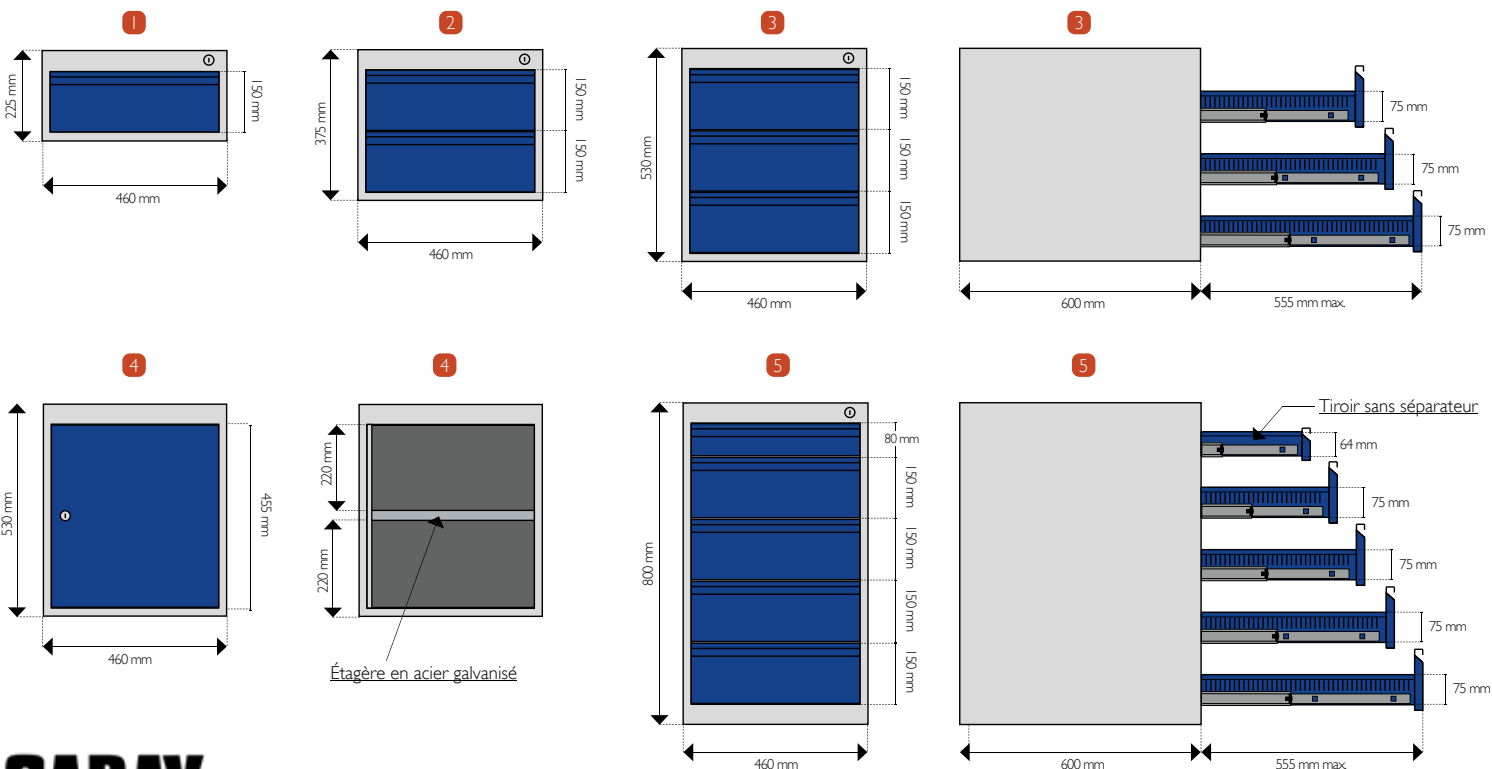 1
2
3
3
225 mm
150 mm
460 mm
375 mm
150 mm
150 mm
460 mm
530 mm
150 mm
150 mm
150 mm
460 mm
75 mm
75 mm
75 mm
600 mm
555 mm max.
4
4
5
5
530 mm
455 mm
460 mm
220 mm
220 mm
Étagère en acier galvanisé
800 mm
80 mm
150 mm
150 mm
150 mm
150 mm
460 mm
Tiroir sans séparateur
64 mm
75 mm
75 mm
75 mm
75 mm
600 mm
555 mm max.